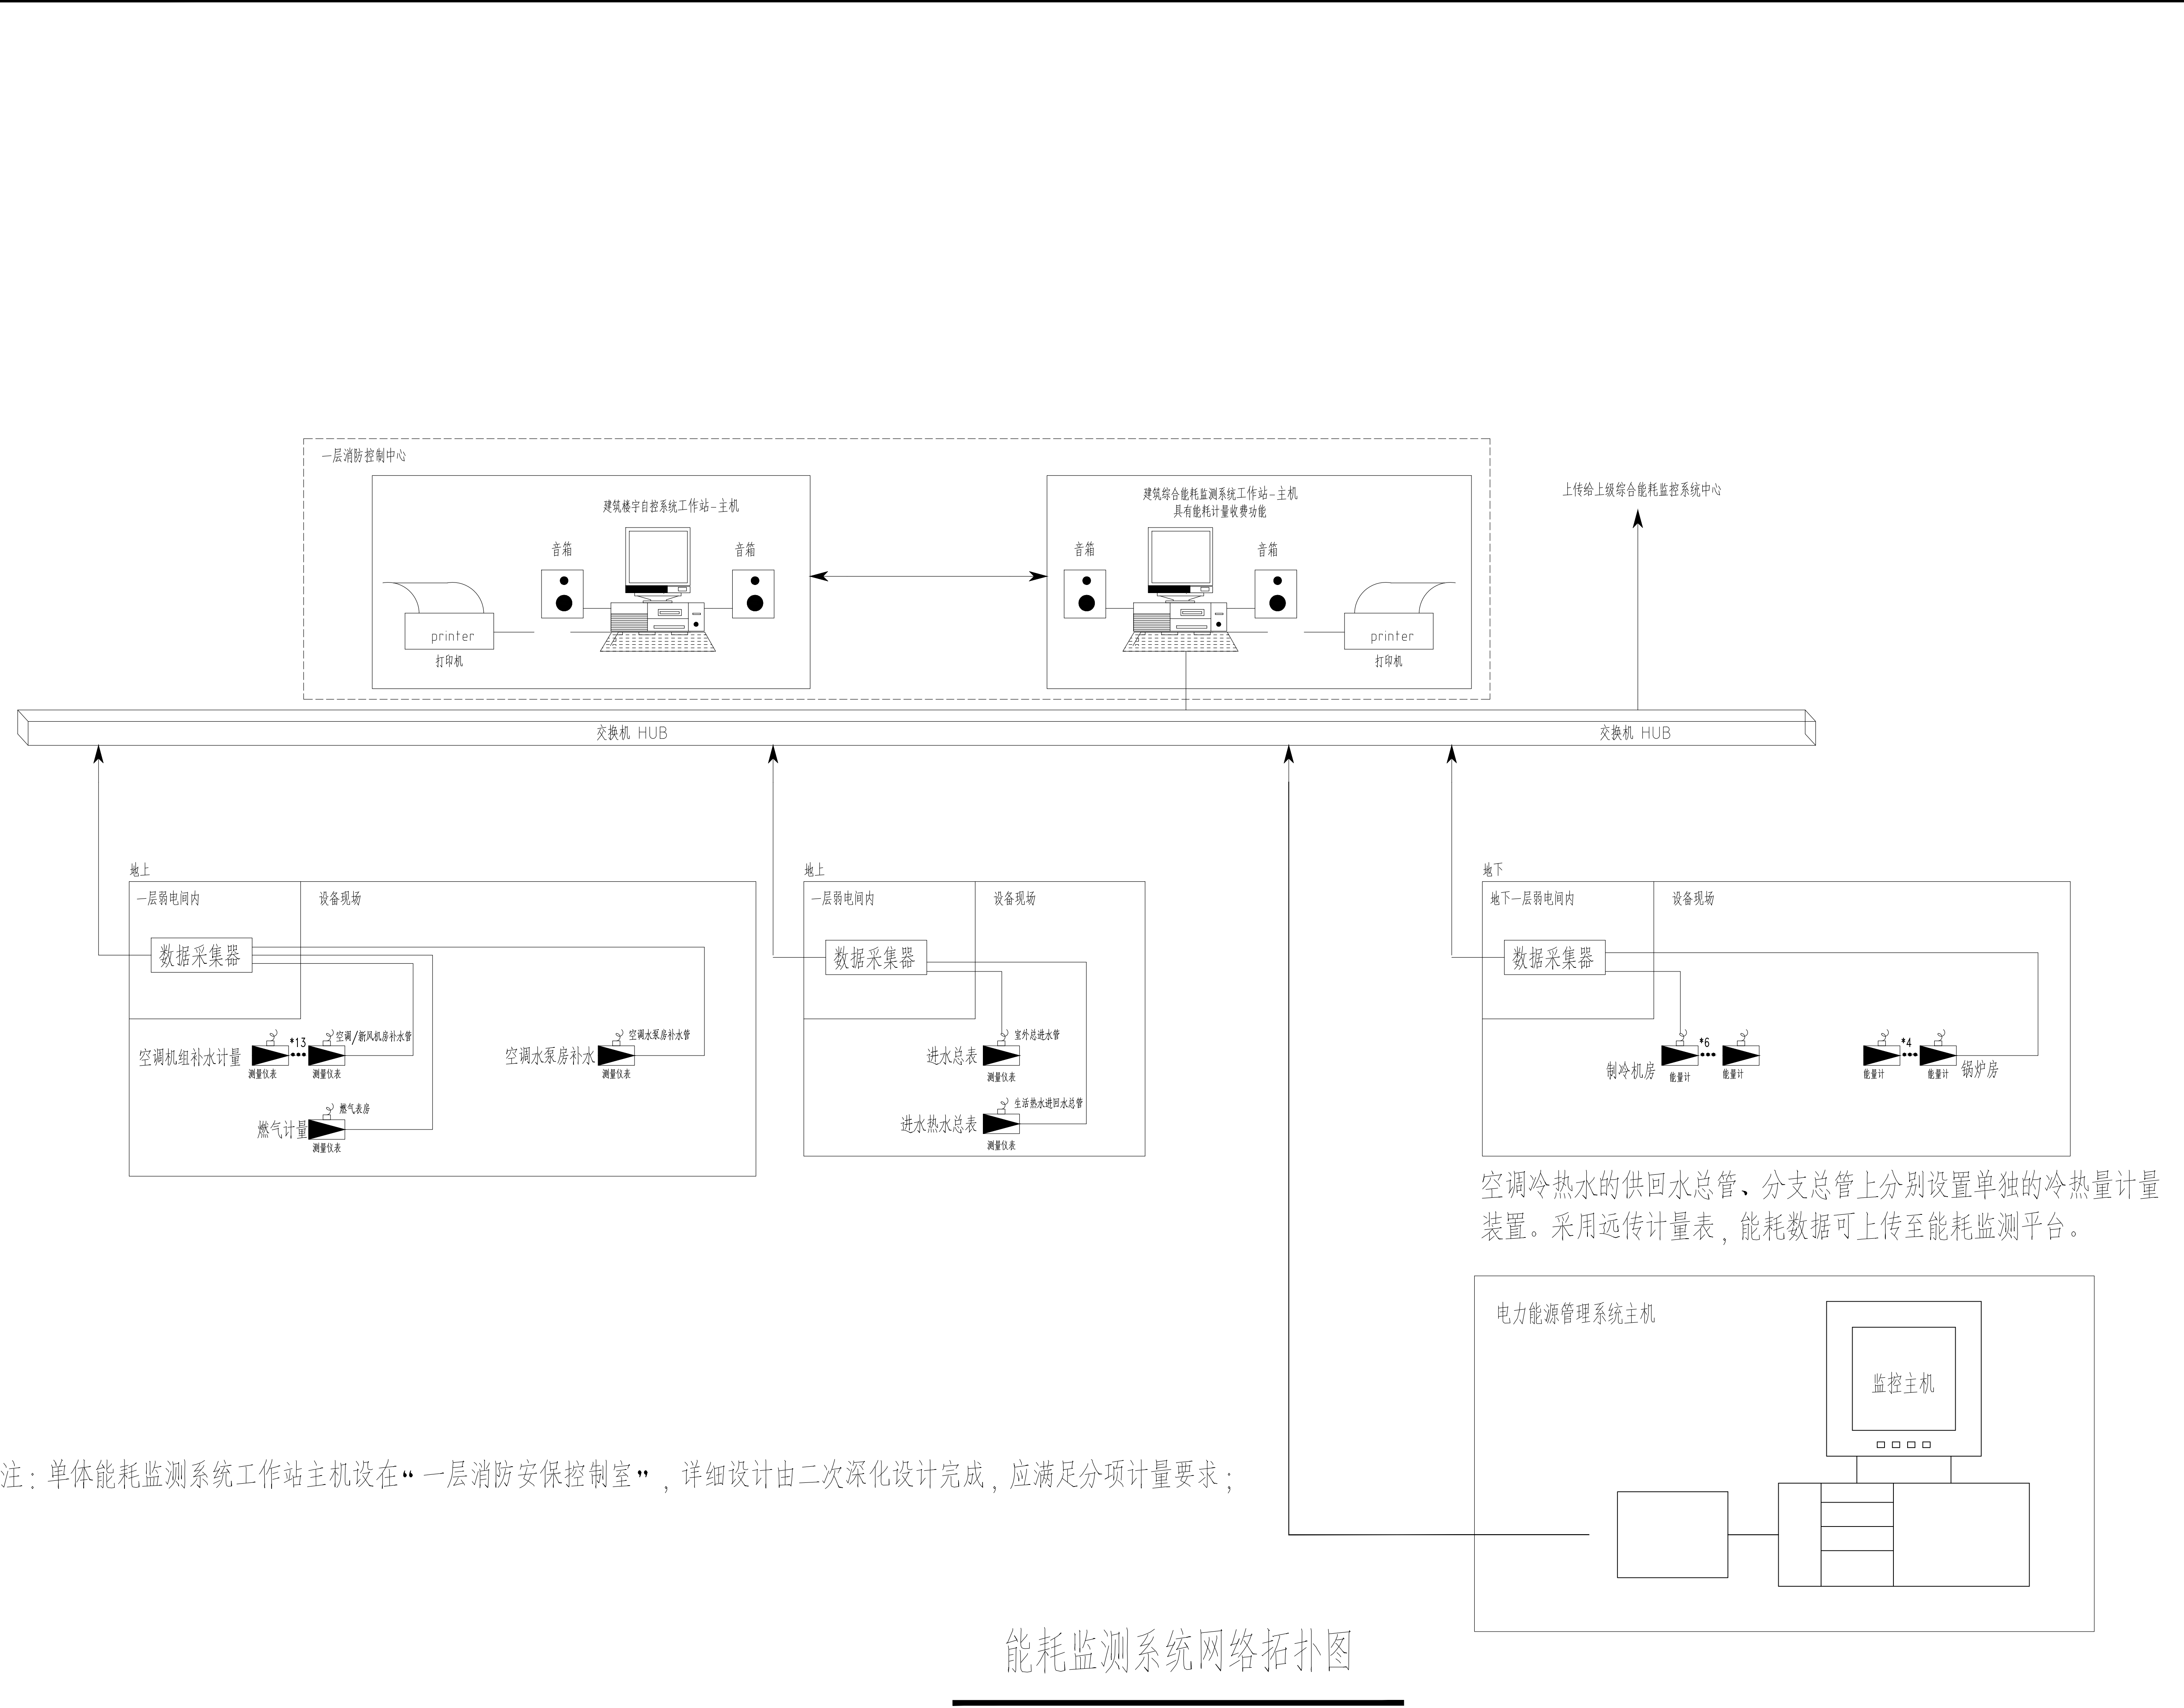 一层消防控制中心
建筑楼宇自控系统工作站-主机
音箱
音箱
printer
打印机
建筑综合能耗监测系统工作站-主机
具有能耗计量收费功能
音箱
音箱
printer
打印机
上传给上级综合能耗监控系统中心
交换机 HUB
交换机 HUB
地上
一层弱电间内
设备现场
数据采集器
空调机组补水计量
*13
空调/新风机房补水管
测量仪表
测量仪表
空调水泵房补水
空调水泵房补水管
测量仪表
燃气计量
燃气表房
测量仪表
地上
一层弱电间内
设备现场
数据采集器
进水总表
室外总进水管
测量仪表
进水热水总表
生活热水进回水总管
测量仪表
地下
地下一层弱电间内
设备现场
数据采集器
制冷机房
*6
能量计
能量计
*4
能量计
能量计
锅炉房
空调冷热水的供回水总管、分支总管上分别设置单独的冷热量计量
装置。采用远传计量表，能耗数据可上传至能耗监测平台。
电力能源管理系统主机
监控主机
注：单体能耗监测系统工作站主机设在“一层消防安保控制室”，详细设计由二次深化设计完成，应满足分项计量要求；
能耗监测系统网络拓扑图